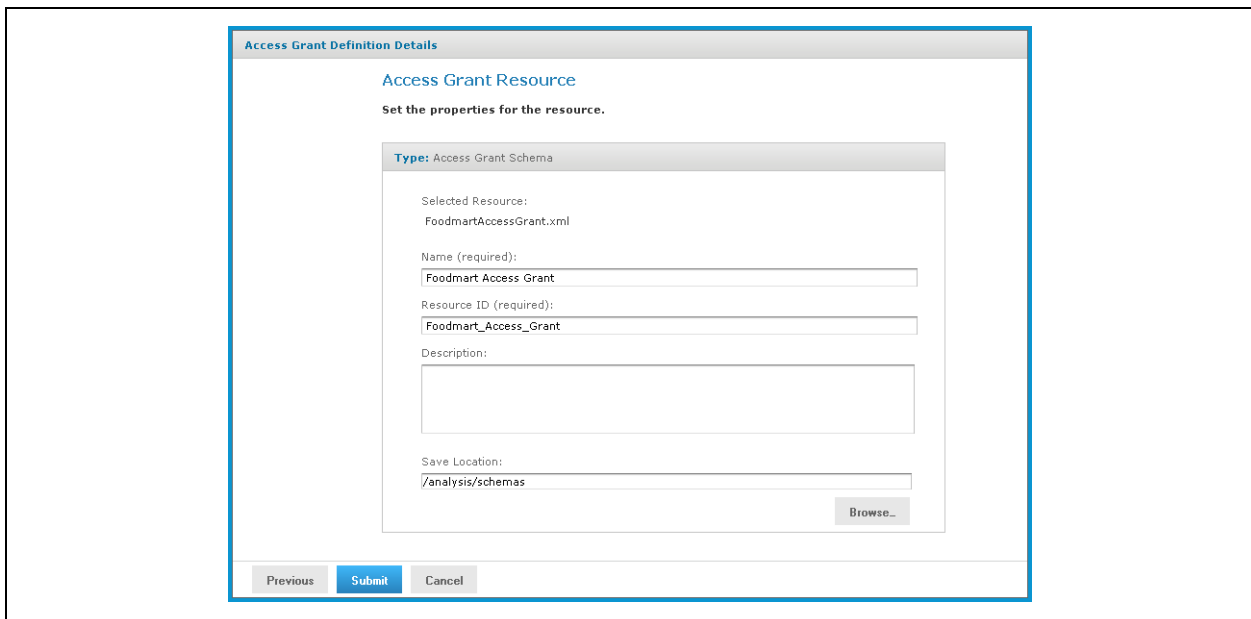 Access Grant Definition Details
Access Grant Resource
Set the properties for the resource.
Type: Access Grant Schema
Selected Resource:
FoodmartAccessGrant.xml
Name (required):
Foodmart Access Grant
Resource ID (required):
Foodmart_Access_Grant
Description:
Save Location:
/analysis/schemas
Browse...
Previous Submit Cancel